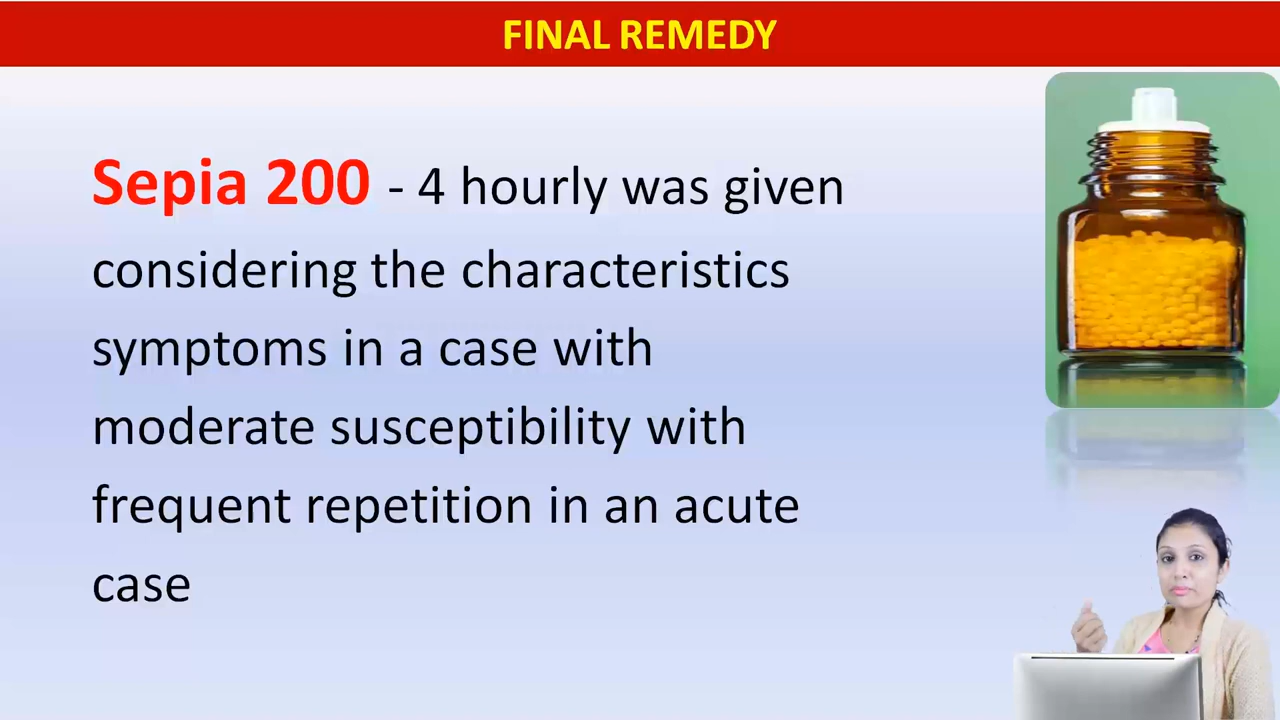 FINAL REMEDY
Sepia 200 - 4 hourly was given
considering the characteristics
symptoms in a case with
moderate susceptibility with
frequent repetition in an acute
case